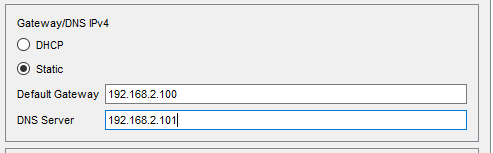 Gateway/DNS IPv4
DHCP
Static
Default Gateway 192.168.2.100
DNS Server 192.168.2.101